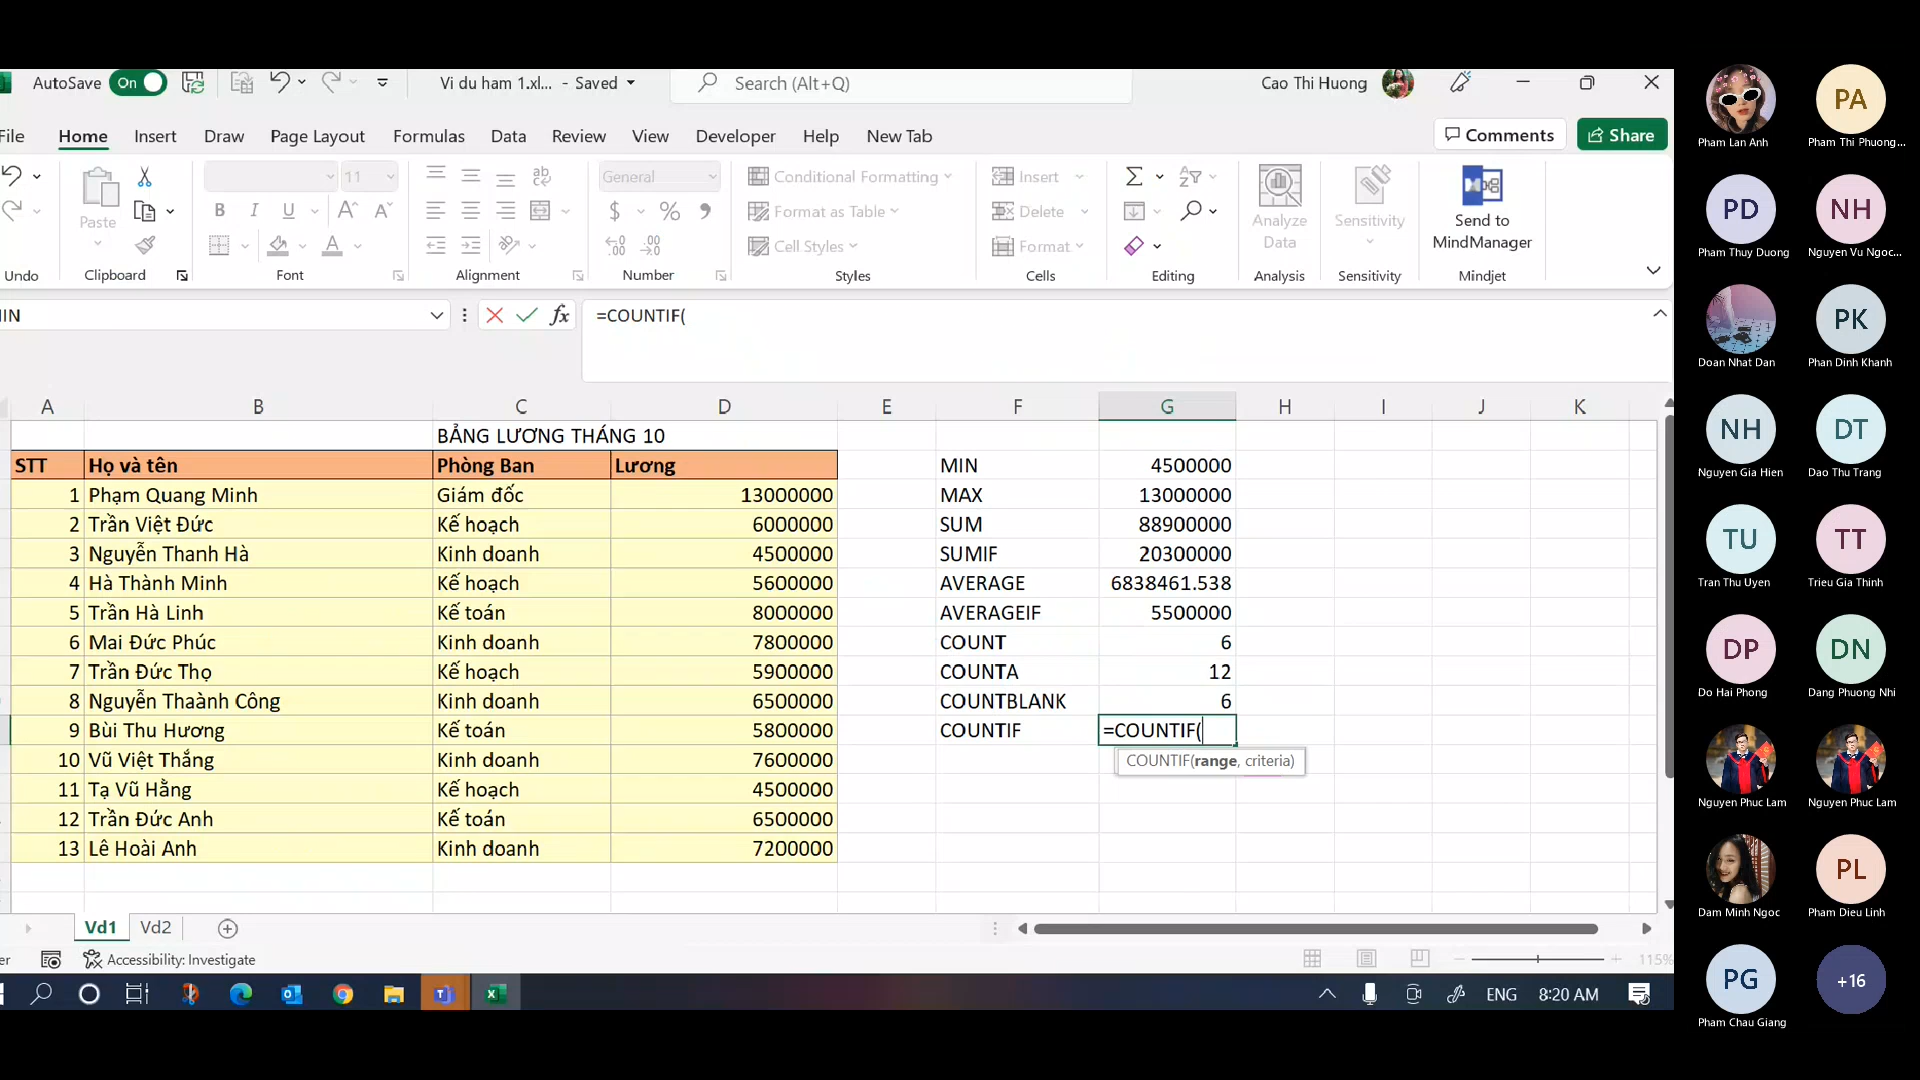 AutoSave On Vi du ham 1.xl... - Saved Search (Alt+Q) Cao Thi Huong
File Home Insert Draw Page Layout Formulas Data Review View Developer Help New Tab Comments Share
Paste 11 General Conditional Formatting Insert Analyze Data Sensitivity Send to MindManager
B I U A A $ % Format as Table Delete
Cell Styles Format
Undo Clipboard Font Alignment Number Styles Cells Editing Analysis Sensitivity Mindjet
IN fx =COUNTIF(
A B C D E F G H I J K
BẢNG LƯƠNG THÁNG 10
STT Họ và tên Phòng Ban Lương MIN 4500000
1 Phạm Quang Minh Giám đốc 13000000 MAX 13000000
2 Trần Việt Đức Kế hoạch 6000000 SUM 88900000
3 Nguyễn Thanh Hà Kinh doanh 4500000 SUMIF 20300000
4 Hà Thành Minh Kế hoạch 5600000 AVERAGE 6838461.538
5 Trần Hà Linh Kế toán 8000000 AVERAGEIF 5500000
6 Mai Đức Phúc Kinh doanh 7800000 COUNT 6
7 Trần Đức Thọ Kế hoạch 5900000 COUNTA 12
8 Nguyễn Thaành Công Kinh doanh 6500000 COUNTBLANK 6
9 Bùi Thu Hương Kế toán 5800000 COUNTIF =COUNTIF(
10 Vũ Việt Thắng Kinh doanh 7600000 COUNTIF(range, criteria)
11 Tạ Vũ Hằng Kế hoạch 4500000
12 Trần Đức Anh Kế toán 6500000
13 Lê Hoài Anh Kinh doanh 7200000
Vd1 Vd2
er Accessibility: Investigate 115%
ENG 8:20 AM
PA
Pham Lan Anh Pham Thi Phuong...
PD NH
Pham Thuy Duong Nguyen Vu Ngoc...
PK
Doan Nhat Dan Phan Dinh Khanh
NH DT
Nguyen Gia Hien Dao Thu Trang
TU TT
Tran Thu Uyen Trieu Gia Thinh
DP DN
Do Hai Phong Dang Phuong Nhi
Nguyen Phuc Lam Nguyen Phuc Lam
PL
Dam Minh Ngoc Pham Dieu Linh
PG +16
Pham Chau Giang